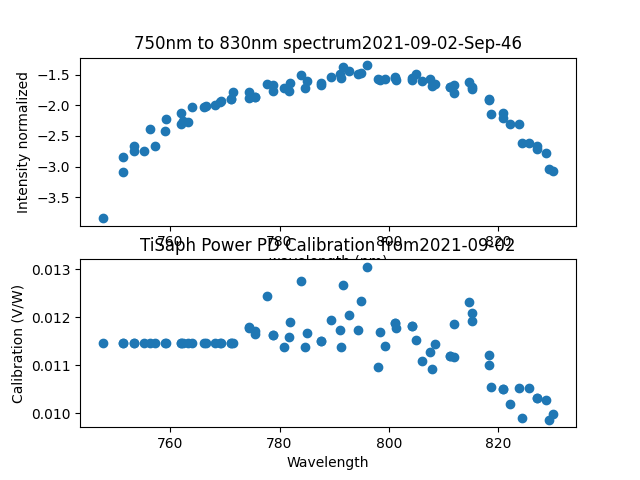 750nm to 830nm spectrum2021-09-02-Sep-46
−1.5
−2.0
−2.5
−3.0
−3.5
Intensity normalized
760 780 800 820
wavelength (nm)
TiSaph Power PD Calibration from2021-09-02
0.013
0.012
0.011
0.010
Calibration (V/W)
760 780 800 820
Wavelength